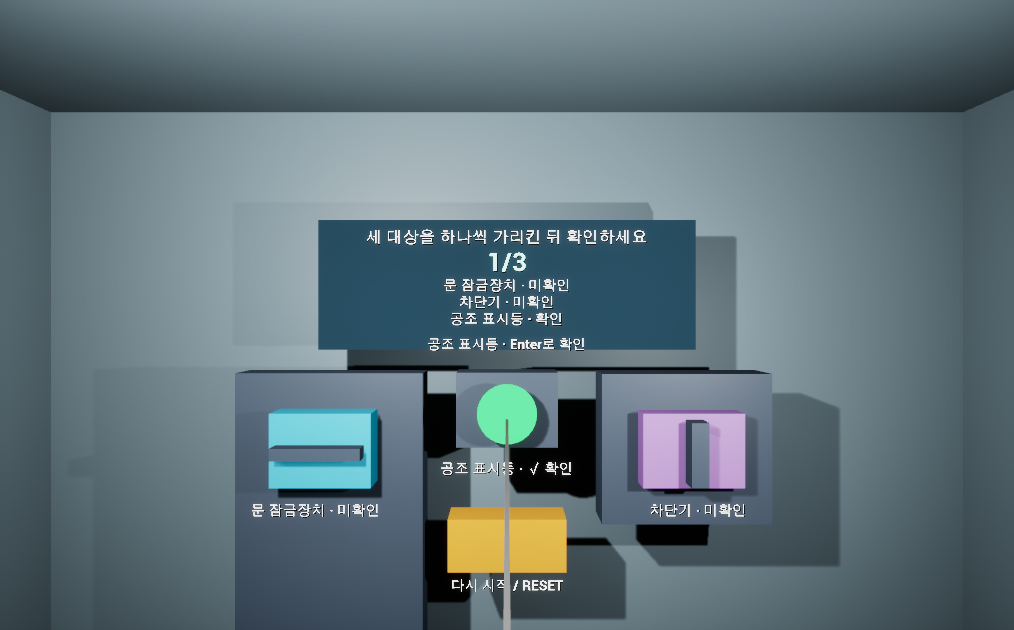 세 대상을 하나씩 가리킨 뒤 확인하세요
1/3
문 잠금장치 · 미확인
차단기 · 미확인
공조 표시등 · 확인
공조 표시등 · Enter로 확인
공조 표시등 · √ 확인
문 잠금장치 · 미확인
차단기 · 미확인
다시 시작 / RESET